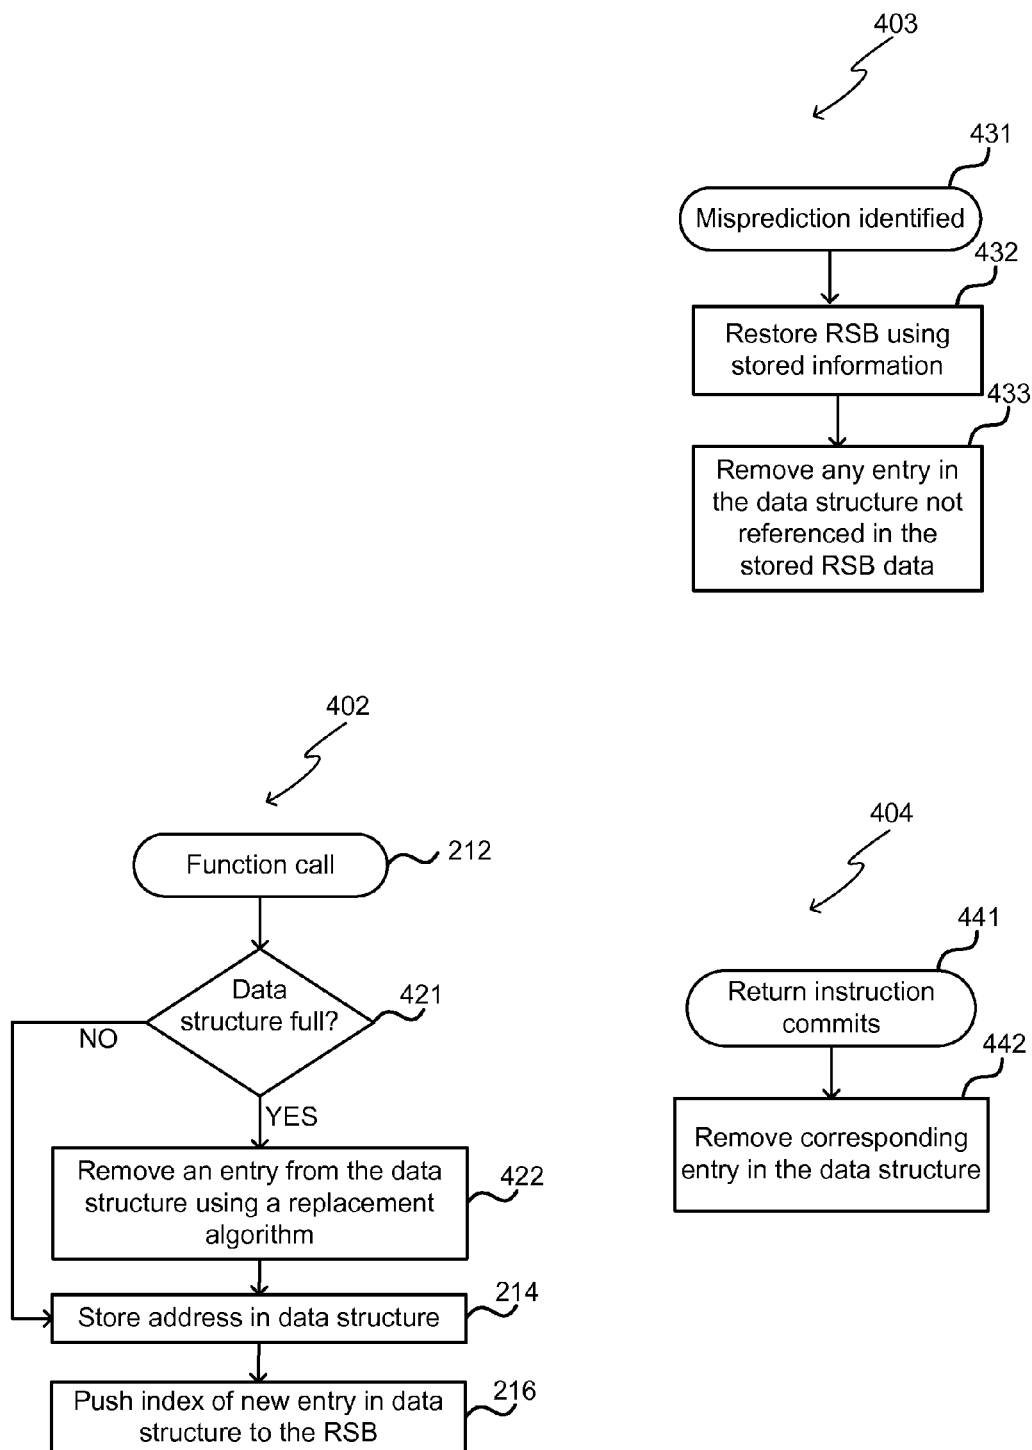 403
431
Misprediction identified
432
Restore RSB using
stored information
433
Remove any entry in
the data structure not
referenced in the
stored RSB data
402
Function call
212
Data
structure full?
421
NO
YES
Remove an entry from the data
structure using a replacement
algorithm
422
Store address in data structure
214
Push index of new entry in data
structure to the RSB
216
404
441
Return instruction
commits
442
Remove corresponding
entry in the data structure